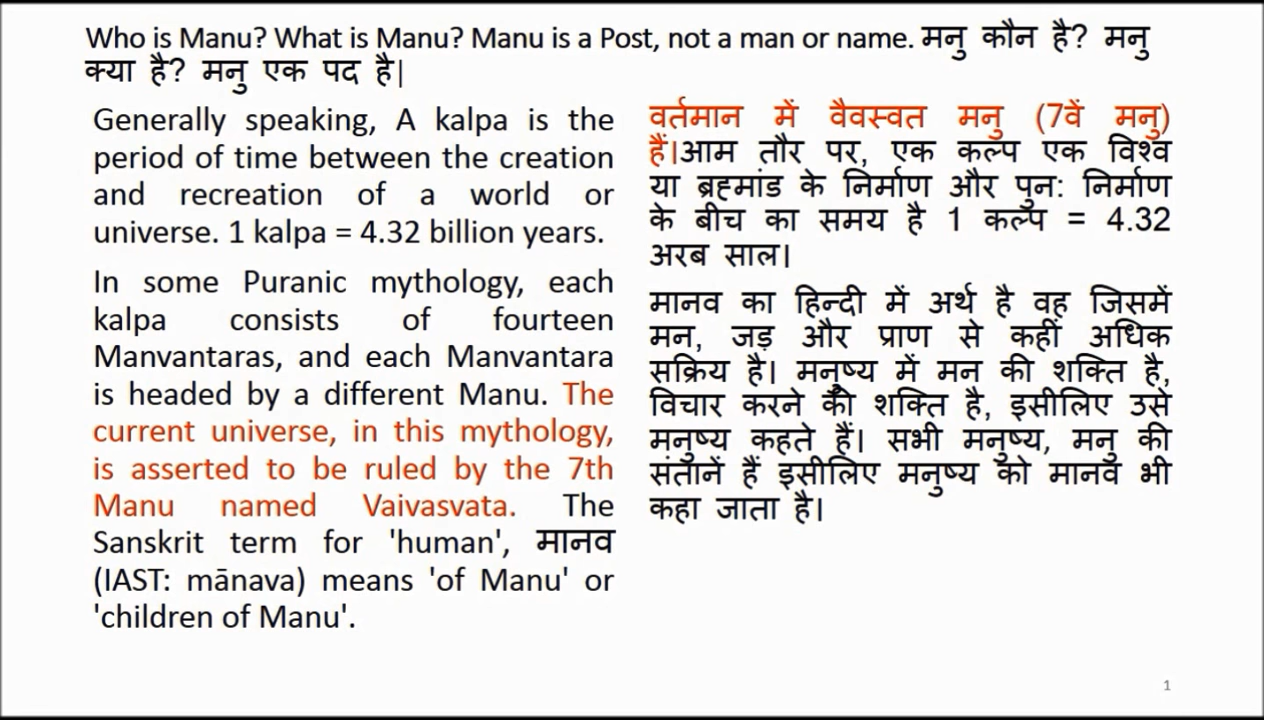 Who is Manu? What is Manu? Manu is a Post, not a man or name. मनु कौन है? मनु
क्या है? मनु एक पद है|
Generally speaking, A kalpa is the
period of time between the creation
and recreation of a world or
universe. 1 kalpa = 4.32 billion years.
In some Puranic mythology, each
kalpa consists of fourteen
Manvantaras, and each Manvantara
is headed by a different Manu. The
current universe, in this mythology,
is asserted to be ruled by the 7th
Manu named Vaivasvata. The
Sanskrit term for 'human', मानव
(IAST: mānava) means 'of Manu' or
'children of Manu'.
वर्तमान में वैवस्वत मनु (7वें मनु)
हैं।आम तौर पर, एक कल्प एक विश्व
या ब्रह्मांड के निर्माण और पुन: निर्माण
के बीच का समय है 1 कल्प = 4.32
अरब साल।
मानव का हिन्दी में अर्थ है वह जिसमें
मन, जड़ और प्राण से कहीं अधिक
सक्रिय है। मनुष्य में मन की शक्ति है,
विचार करने की शक्ति है, इसीलिए उसे
मनुष्य कहते हैं। सभी मनुष्य, मनु की
संतानें हैं इसीलिए मनुष्य को मानव भी
कहा जाता है।
1